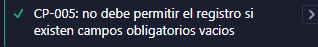 CP-005: no debe permitir el registro si
existen campos obligatorios vacios